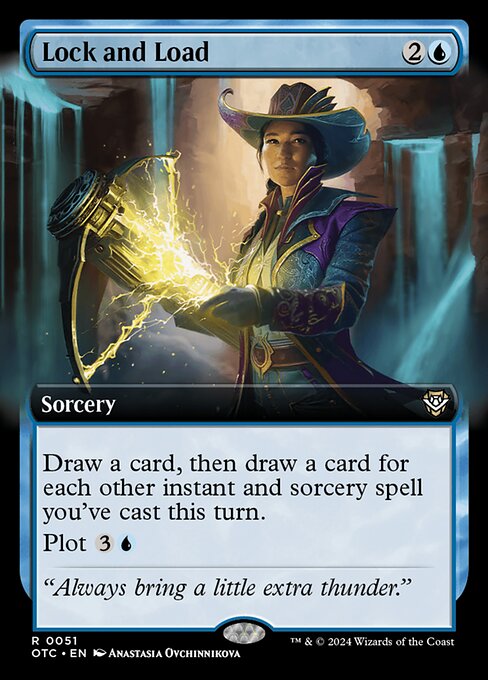 Lock and Load 2
Sorcery
Draw a card, then draw a card for
each other instant and sorcery spell
you've cast this turn.
Plot 3
“Always bring a little extra thunder.”
R 0051
OTC • EN Anastasia Ovchinnikova
™ & © 2024 Wizards of the Coast